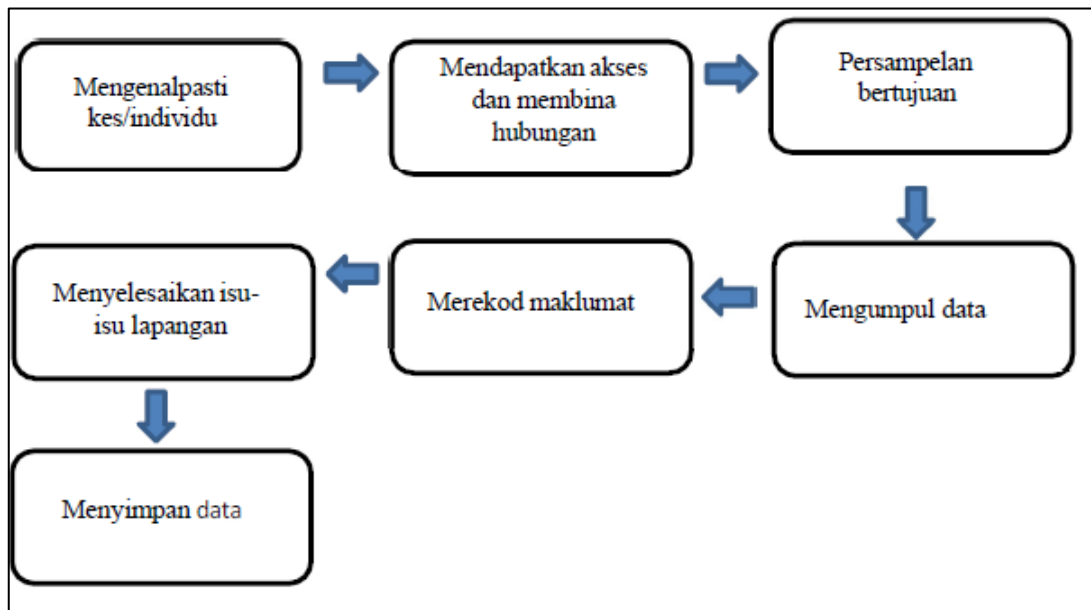 Mengenalpasti
kes/individu
Mendapatkan akses
dan membina
hubungan
Persampelan
bertujuan
Mengumpul data
Merekod maklumat
Menyelesaikan isu-
isu lapangan
Menyimpan data